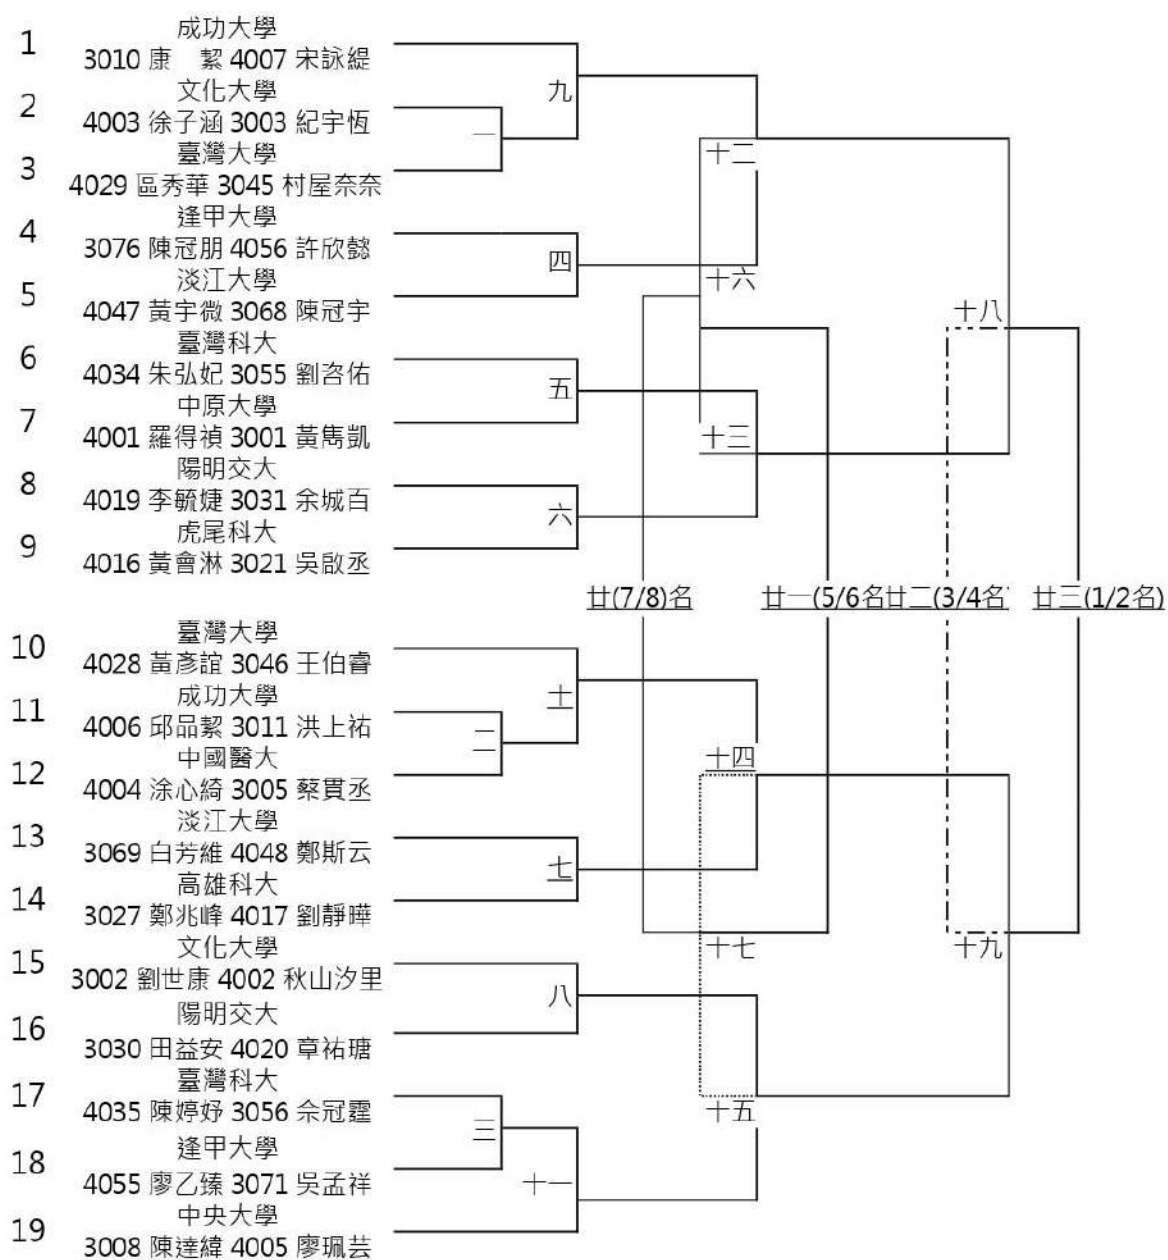 成功大學
1
3010 康　絜 4007 宋詠緹
九
文化大學
2
4003 徐子涵 3003 紀宇恆
一
臺灣大學
十二
3
4029 區秀華 3045 村屋奈奈
逢甲大學
4
3076 陳冠朋 4056 許欣懿
四
淡江大學
十六
5
4047 黃宇微 3068 陳冠宇
十八
臺灣科大
6
4034 朱弘妃 3055 劉咨佑
五
中原大學
7
4001 羅得禎 3001 黃雋凱
十三
陽明交大
8
4019 李毓婕 3031 余城百
六
虎尾科大
9
4016 黃會淋 3021 吳啟丞
廿(7/8)名 廿一(5/6名 廿二(3/4名 廿三(1/2名)
臺灣大學
10
4028 黃彥誼 3046 王伯睿
成功大學
十
11
4006 邱品絜 3011 洪上祐
二
中國醫大
十四
12
4004 涂心綺 3005 蔡貫丞
淡江大學
13
3069 白芳維 4048 鄭斯云
七
高雄科大
14
3027 鄭兆峰 4017 劉靜曄
文化大學
十七
十九
15
3002 劉世康 4002 秋山汐里
八
陽明交大
16
3030 田益安 4020 章祐瑭
臺灣科大
17
4035 陳婷妤 3056 佘冠霆
十五
三
逢甲大學
18
4055 廖乙臻 3071 吳孟祥
十一
中央大學
19
3008 陳達緯 4005 廖珮芸